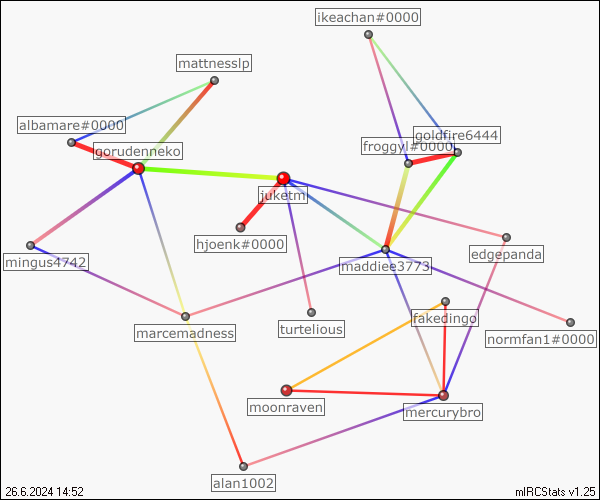 ikeachan#0000
mattnesslp
albamare#0000
goldfire6444
froggyl#0000
gorudenneko
juketm
hjoenk#0000
edgepanda
mingus4742
maddiee3773
fakedingo
turtelious
marcemadness
normfan1#0000
moonraven
mercurybro
alan1002
26.6.2024 14:52
mIRCStats v1.25